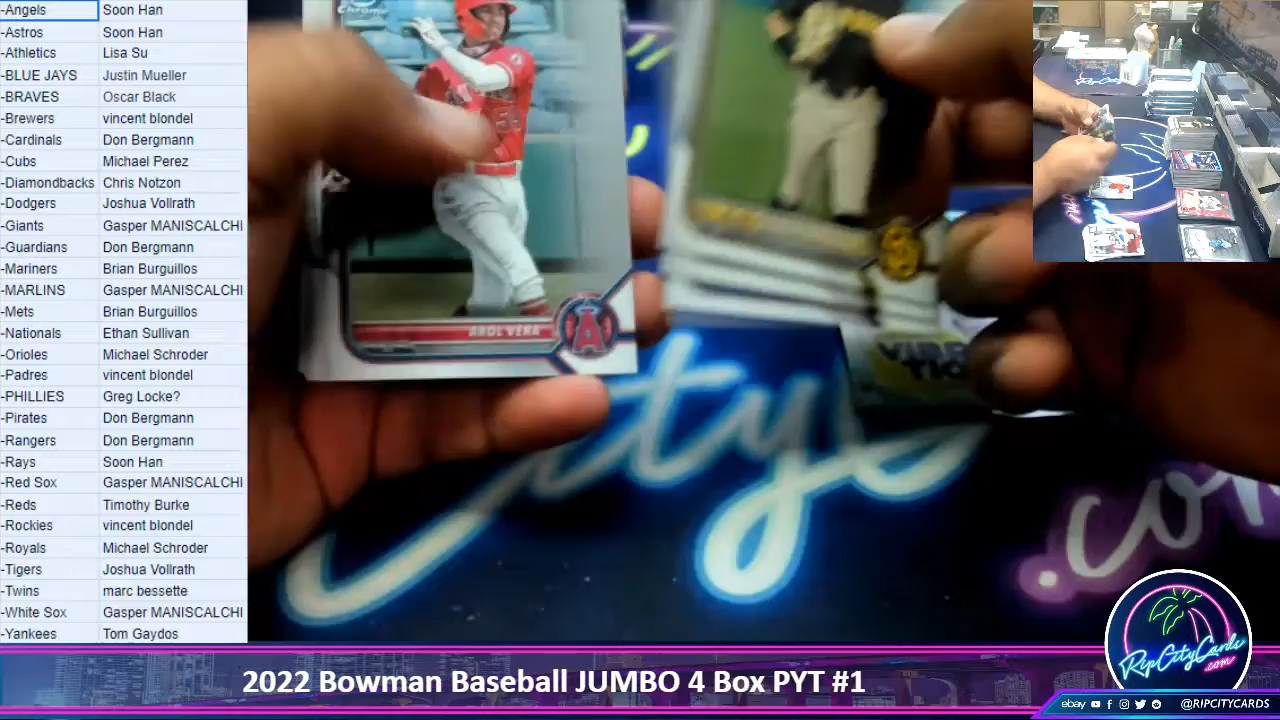 -Angels Soon Han
-Astros Soon Han
-Athletics Lisa Su
-BLUE JAYS Justin Mueller
-BRAVES Oscar Black
-Brewers vincent blondel
-Cardinals Don Bergmann
-Cubs Michael Perez
-Diamondbacks Chris Notzon
-Dodgers Joshua Vollrath
-Giants Gasper MANISCALCHI
-Guardians Don Bergmann
-Mariners Brian Burguillos
-MARLINS Gasper MANISCALCHI
-Mets Brian Burguillos
-Nationals Ethan Sullivan
-Orioles Michael Schroder
-Padres vincent blondel
-PHILLIES Greg Locke?
-Pirates Don Bergmann
-Rangers Don Bergmann
-Rays Soon Han
-Red Sox Gasper MANISCALCHI
-Reds Timothy Burke
-Rockies vincent blondel
-Royals Michael Schroder
-Tigers Joshua Vollrath
-Twins marc bessette
-White Sox Gasper MANISCALCHI
-Yankees Tom Gaydos
Chrome
AROL VERA
A
City
.co
2022 Bowman Baseball JUMBO 4 Box PYT #1
RipCityCards
.com
ebay @RIPCITYCARDS